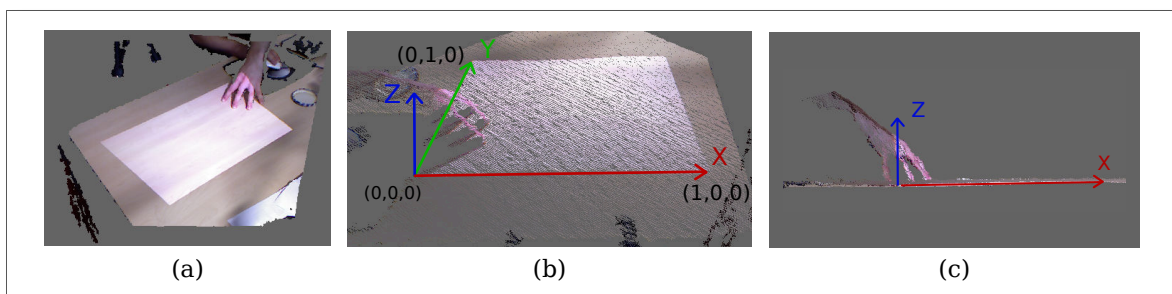 (0,1,0)
Y
Z
X
(0,0,0)
(1,0,0)
Z
X
(a)
(b)
(c)